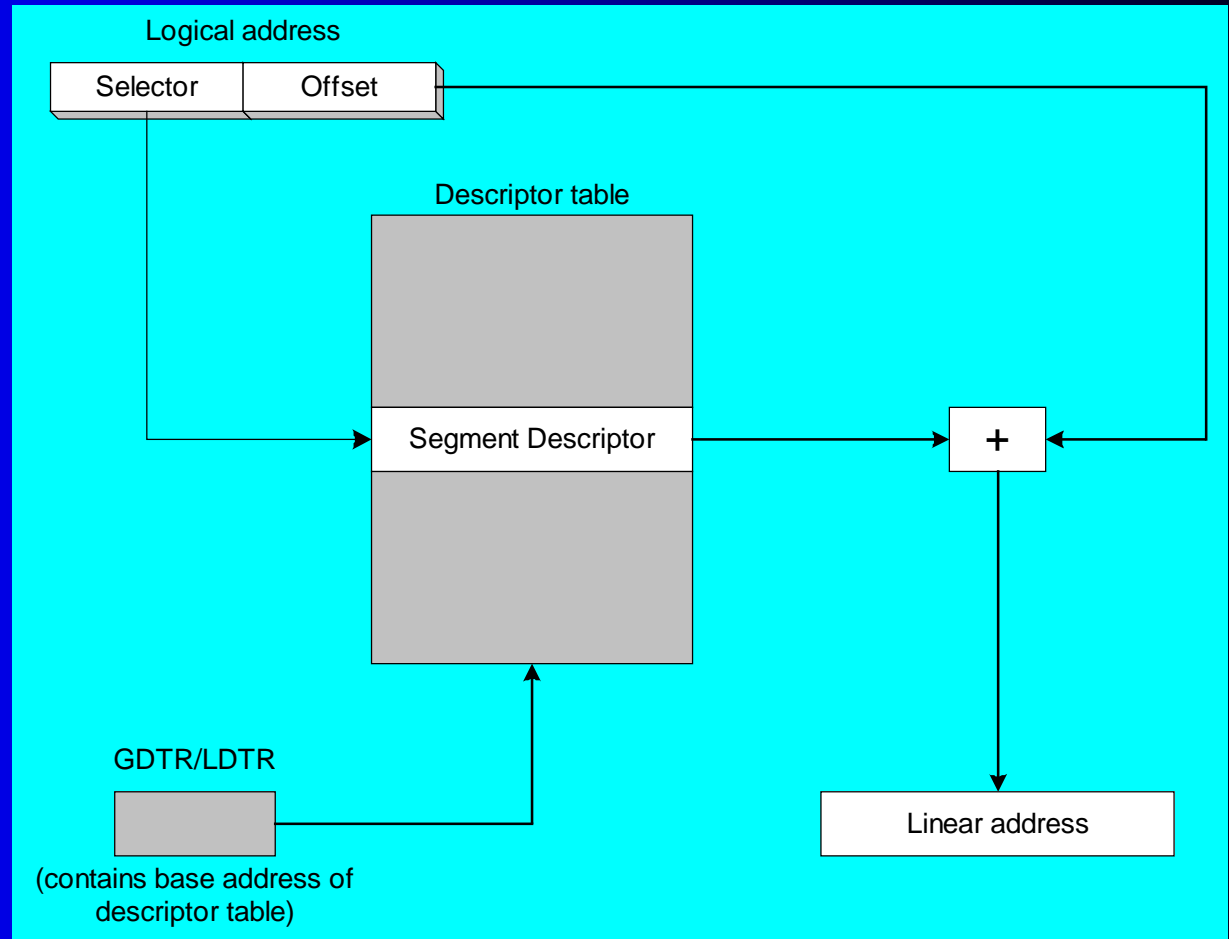 Logical address
Selector
Offset
Descriptor table
Segment Descriptor
+
GDTR/LDTR
Linear address
(contains base address of
descriptor table)